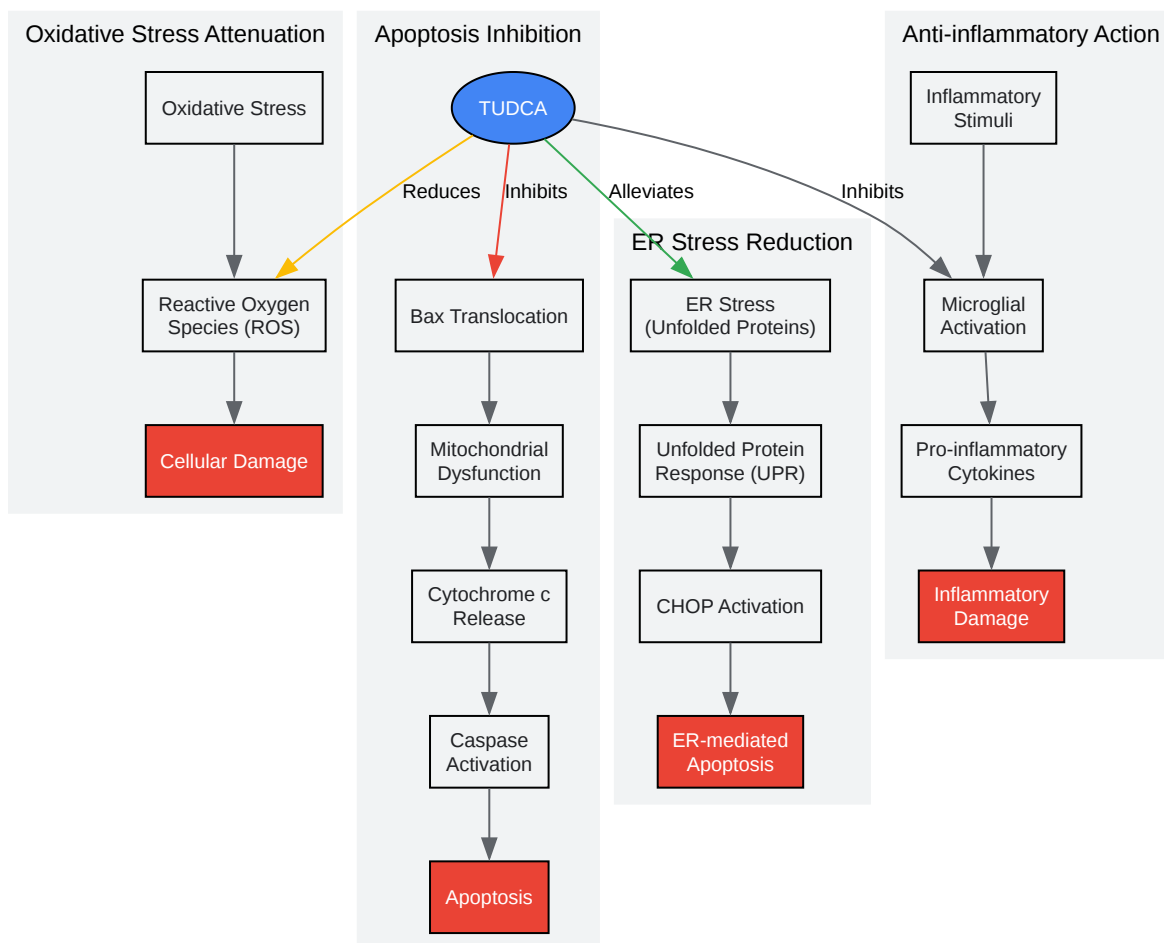 Oxidative Stress Attenuation
Apoptosis Inhibition
Anti-inflammatory Action
Oxidative Stress
TUDCA
Inflammatory
Stimuli
Reduces
Inhibits
Alleviates
Inhibits
ER Stress Reduction
Reactive Oxygen
Species (ROS)
Bax Translocation
ER Stress
(Unfolded Proteins)
Microglial
Activation
Cellular Damage
Mitochondrial
Dysfunction
Unfolded Protein
Response (UPR)
Pro-inflammatory
Cytokines
Cytochrome c
Release
CHOP Activation
Inflammatory
Damage
Caspase
Activation
ER-mediated
Apoptosis
Apoptosis